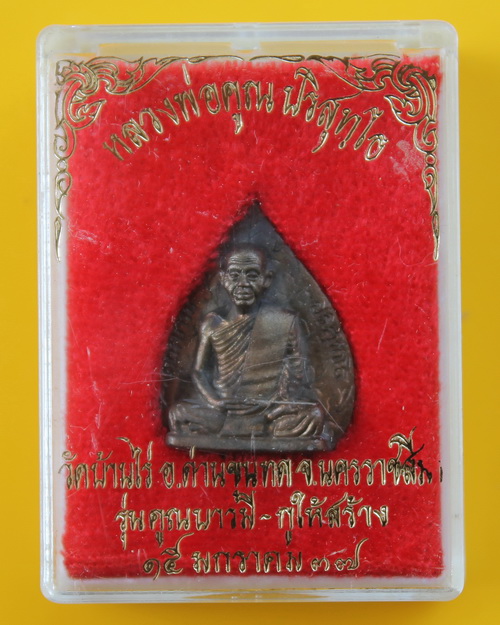 หลวงพ่อคูณ ปริสุทฺโธ
วัดบ้านไร่ อ.ด่านขุนทด จ.นครราชสีมา
รุ่น คูณบารมี - กูให้สร้าง
๑๕ มกราคม ๓๗